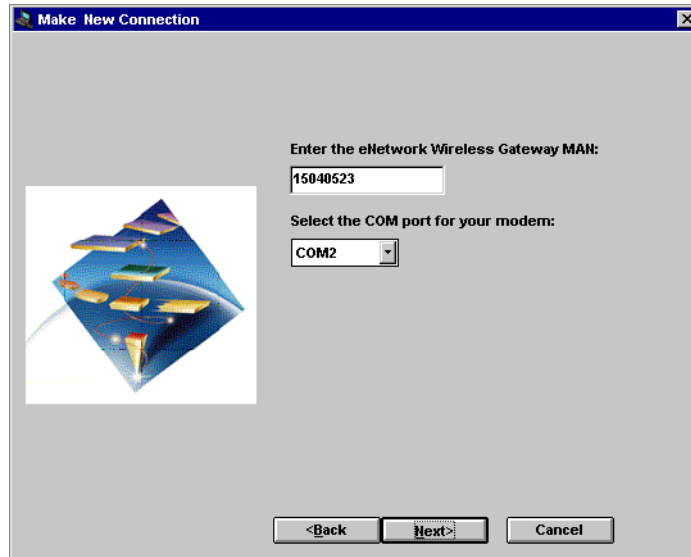 Make New Connection
Enter the eNetwork Wireless Gateway MAN:
15040523
Select the COM port for your modem:
COM2
<Back Next> Cancel